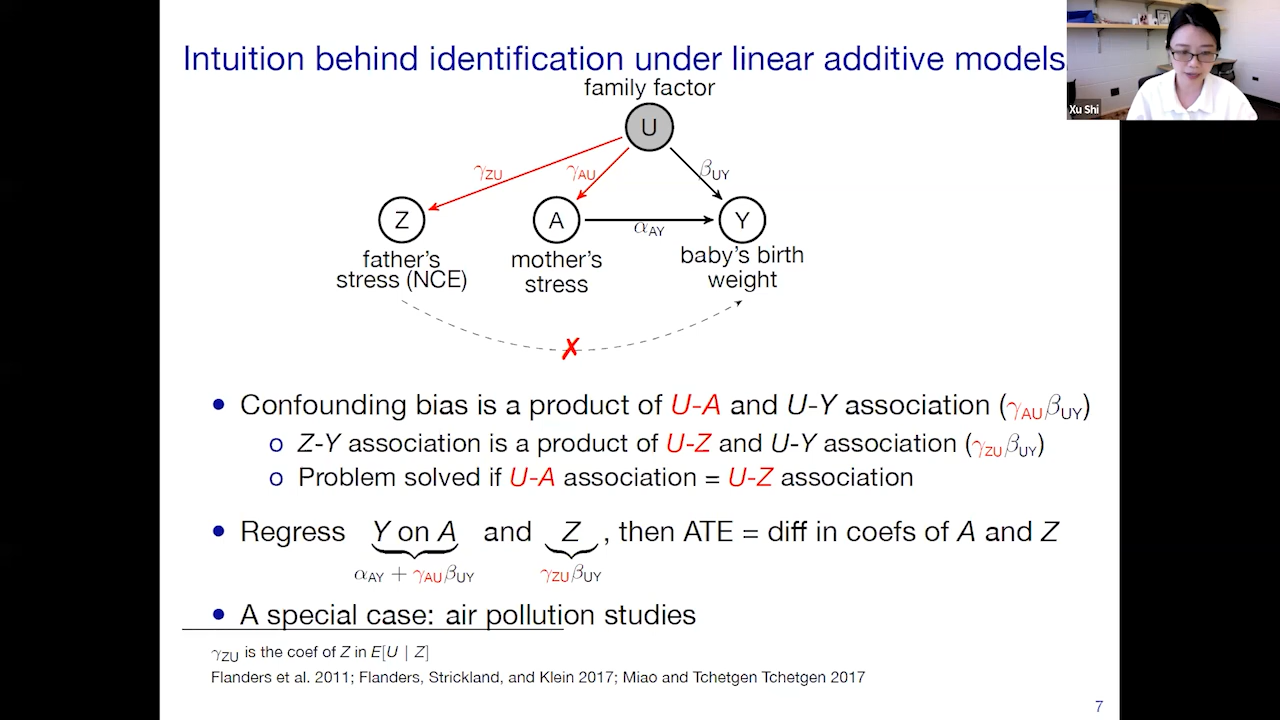 Intuition behind identification under linear additive models
Xu Shi
family factor
U
γZU
γAU
βUY
Z
A
Y
αAY
father's
stress (NCE)
mother's
stress
baby's birth
weight
✗
• Confounding bias is a product of U-A and U-Y association (γAUβUY)
o Z-Y association is a product of U-Z and U-Y association (γZUβUY)
o Problem solved if U-A association = U-Z association
• Regress Y on A and Z , then ATE = diff in coefs of A and Z
αAY + γAUβUY γZUβUY
• A special case: air pollution studies
γZU is the coef of Z in E[U | Z]
Flanders et al. 2011; Flanders, Strickland, and Klein 2017; Miao and Tchetgen Tchetgen 2017
7